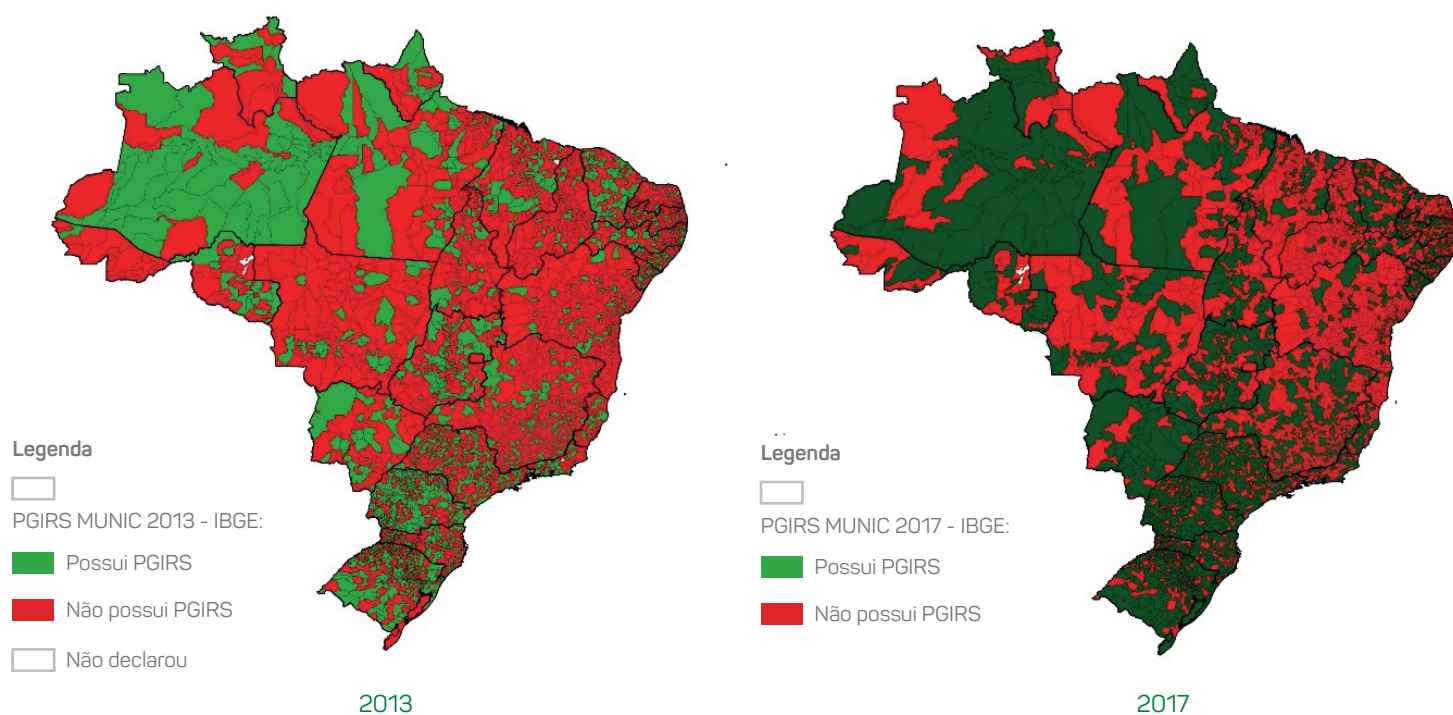 Legenda
PGIRS MUNIC 2013 - IBGE:
Possui PGIRS
Não possui PGIRS
Não declarou
2013
Legenda
PGIRS MUNIC 2017 - IBGE:
Possui PGIRS
Não possui PGIRS
2017